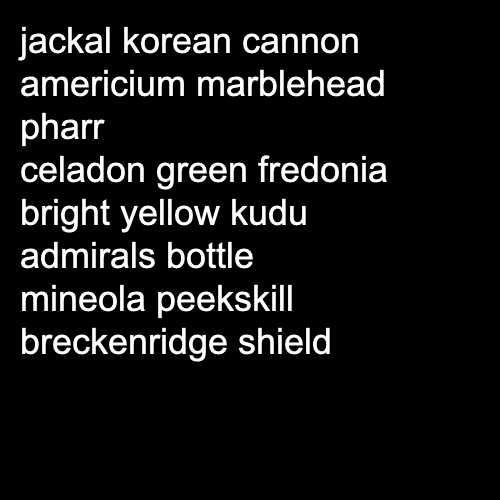 jackal korean cannon
americium marblehead
pharr
celadon green fredonia
bright yellow kudu
admirals bottle
mineola peekskill
breckenridge shield